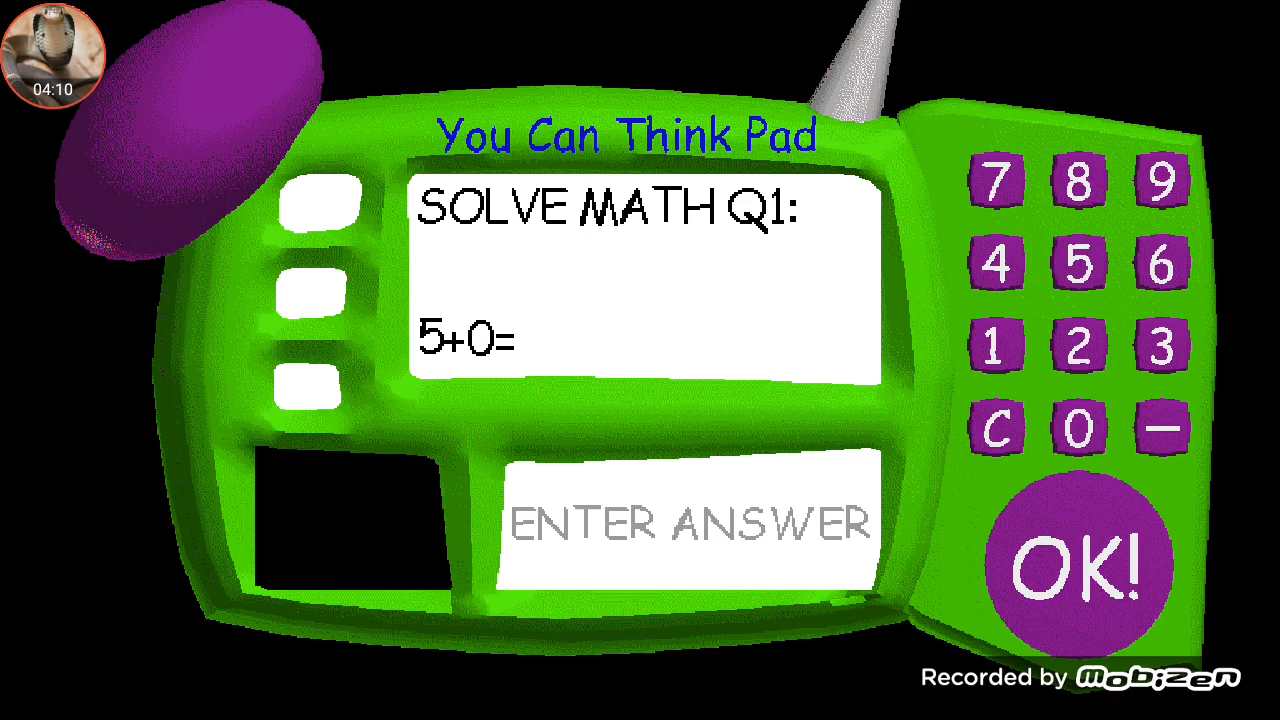 04:10
You Can Think Pad
SOLVE MATH Q1:
5+0=
ENTER ANSWER
7 8 9
4 5 6
1 2 3
C 0 —
OK!
Recorded by mobizen